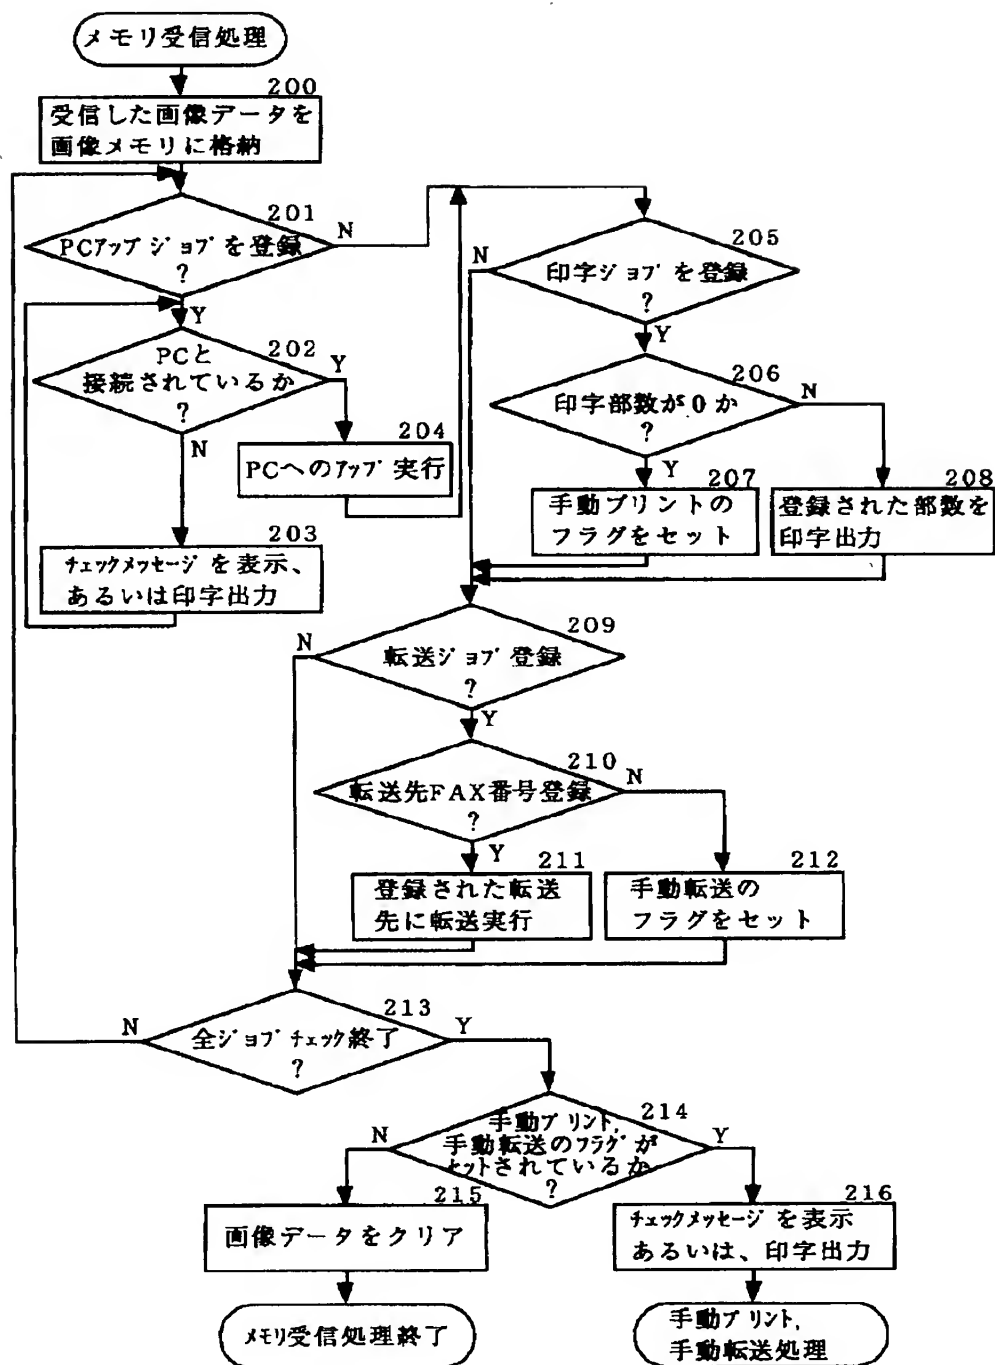 メモリ受信処理
200
受信した画像データを
画像メモリに格納
201
PCアップジョブを登録
?
N
Y
202
PCと
接続されているか
?
Y
N
204
PCへのアップ実行
203
チェックメッセージを表示、
あるいは印字出力
205
印字ジョブを登録
?
N
Y
206
印字部数が0か
?
N
Y
207
手動プリントの
フラグをセット
208
登録された部数を
印字出力
209
転送ジョブ登録
?
N
Y
210
転送先FAX番号登録
?
N
Y
211
登録された転送
先に転送実行
212
手動転送の
フラグをセット
213
全ジョブチェック終了
?
N
Y
214
手動プリント,
手動転送のフラグが
セットされているか
?
N
Y
215
画像データをクリア
216
チェックメッセージを表示
あるいは、印字出力
メモリ受信処理終了
手動プリント,
手動転送処理